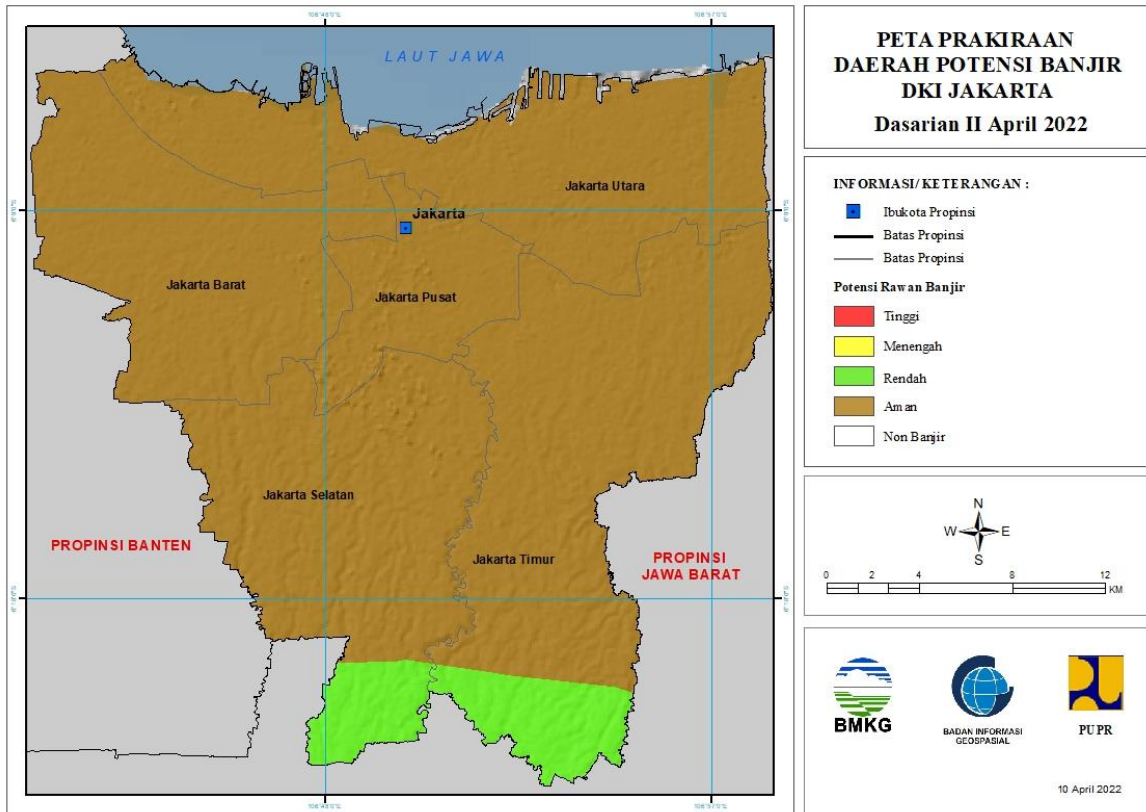 PETA PRAKIRAAN
DAERAH POTENSI BANJIR
DKI JAKARTA
Dasarian II April 2022
LAUT JAWA
Jakarta Utara
Jakarta
Jakarta Barat
Jakarta Pusat
Jakarta Selatan
Jakarta Timur
PROPINSI BANTEN
PROPINSI
JAWA BARAT
INFORMASI/ KETERANGAN :
Ibukota Propinsi
Batas Propinsi
Batas Propinsi
Potensi Rawan Banjir
Tinggi
Menengah
Rendah
Aman
Non Banjir
N
W E
S
0 2 4 8 12
KM
BMKG
BADAN INFORMASI
GEOSPASIAL
PUPR
10 April 2022